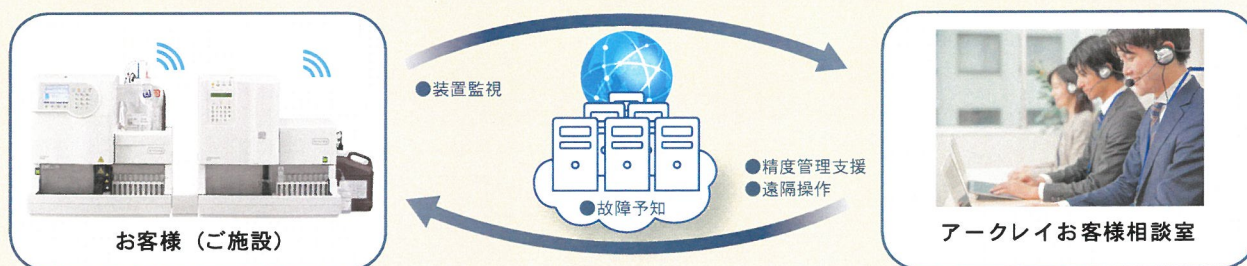 ●装置監視
●精度管理支援
●遠隔操作
●故障予知
お客様（ご施設）
アークレイお客様相談室